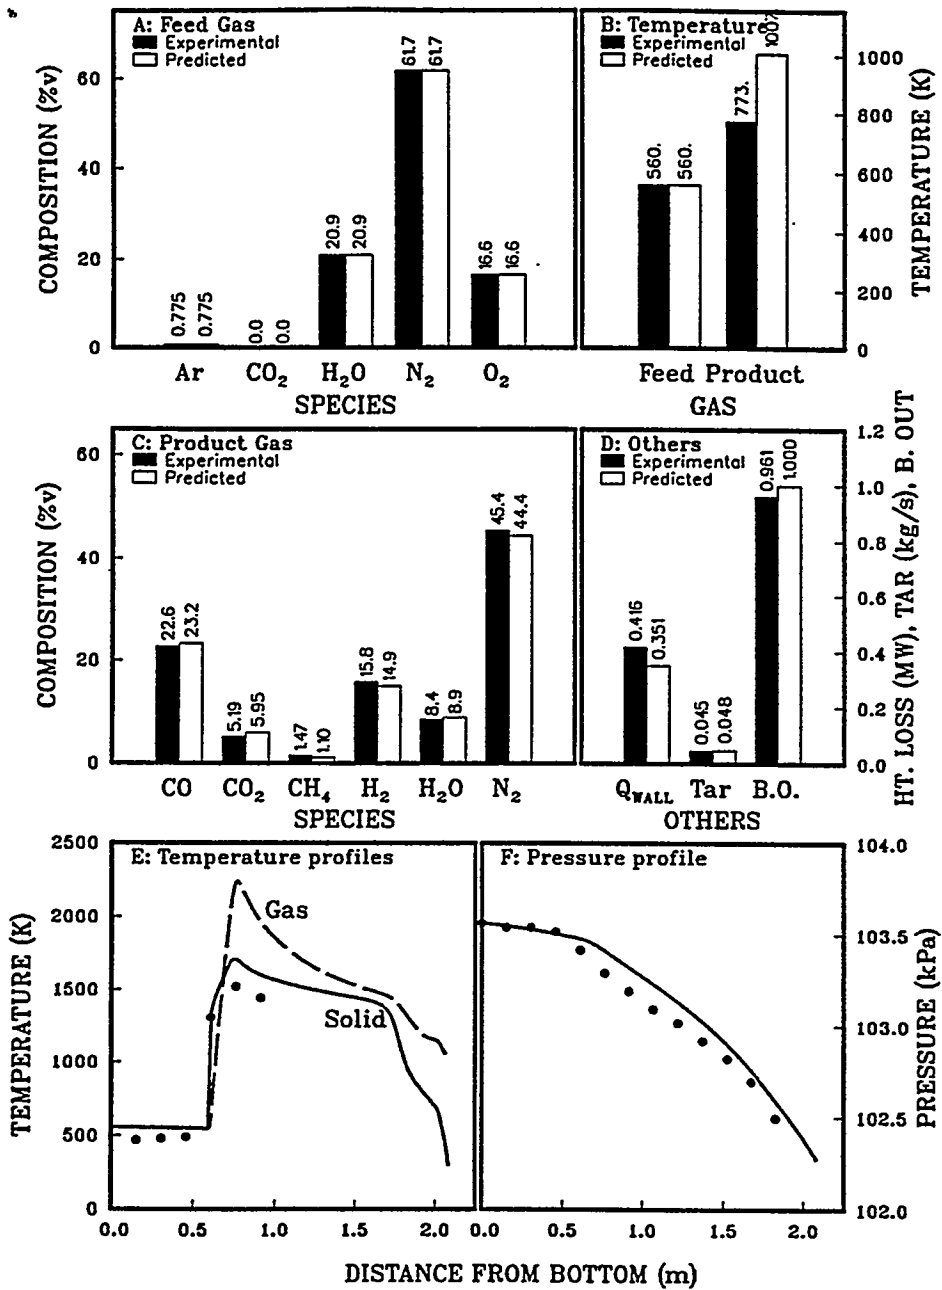 A: Feed Gas
Experimental
Predicted
COMPOSITION (%v)
60
40
20
0
0.775
0.775
0.0
0.0
20.9
20.9
61.7
61.7
16.6
16.6
Ar CO₂ H₂O N₂ O₂
SPECIES
B: Temperature
Experimental
Predicted
560.
560.
773.
1007.
1000
800
600
400
200
0
TEMPERATURE (K)
Feed Product
GAS
C: Product Gas
Experimental
Predicted
COMPOSITION (%v)
60
40
20
0
22.6
23.2
5.19
5.95
1.47
1.10
15.8
14.9
8.4
8.9
45.4
44.4
CO CO₂ CH₄ H₂ H₂O N₂
SPECIES
D: Others
Experimental
Predicted
0.416
0.351
0.045
0.048
0.961
1.000
1.2
1.0
0.8
0.6
0.4
0.2
0.0
HT. LOSS (MW), TAR (kg/s), B. OUT
Q_WALL Tar B.O.
OTHERS
E: Temperature profiles
TEMPERATURE (K)
2500
2000
1500
1000
500
0
Gas
Solid
0.0 0.5 1.0 1.5 2.0
F: Pressure profile
104.0
103.5
103.0
102.5
102.0
PRESSURE (kPa)
0.0 0.5 1.0 1.5 2.0
DISTANCE FROM BOTTOM (m)